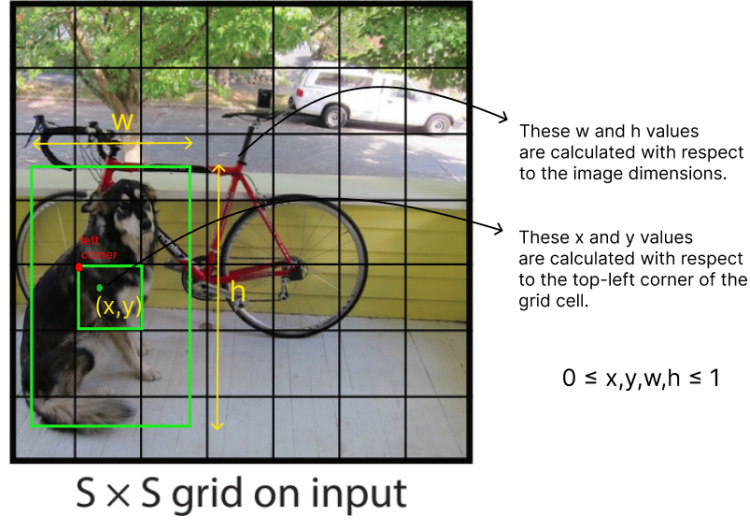 w
These w and h values
are calculated with respect
to the image dimensions.
These x and y values
are calculated with respect
to the top-left corner of the
grid cell.
left
corner
(x,y)
h
0 ≤ x,y,w,h ≤ 1
S × S grid on input